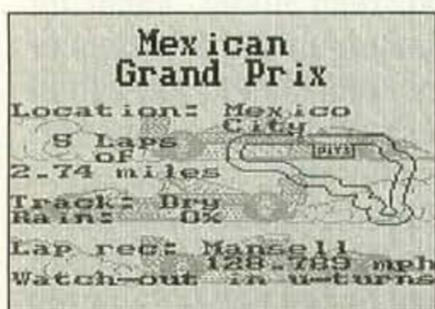 Mexican
Grand Prix
Location: Mexico
City
Laps
OF
2.74 miles
PITS
Track: Dry
Rain: 0%
Lap rec: Mansell
128.789 mph
Watch-out in u-turns